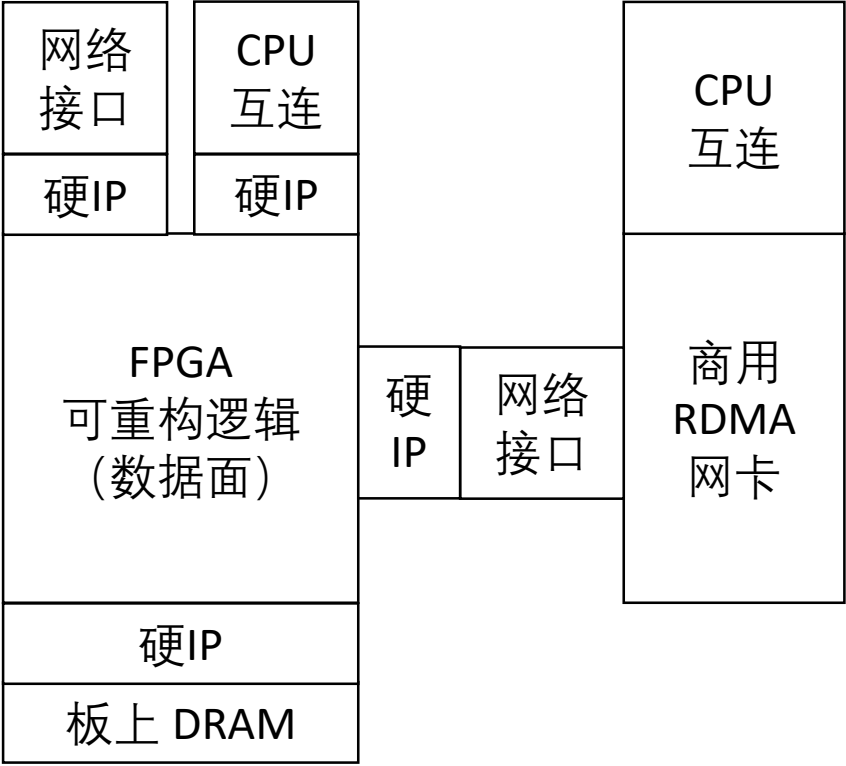 网络
接口
CPU
互连
CPU
互连
硬IP
硬IP
FPGA
可重构逻辑
（数据面）
硬
IP
网络
接口
商用
RDMA
网卡
硬IP
板上 DRAM